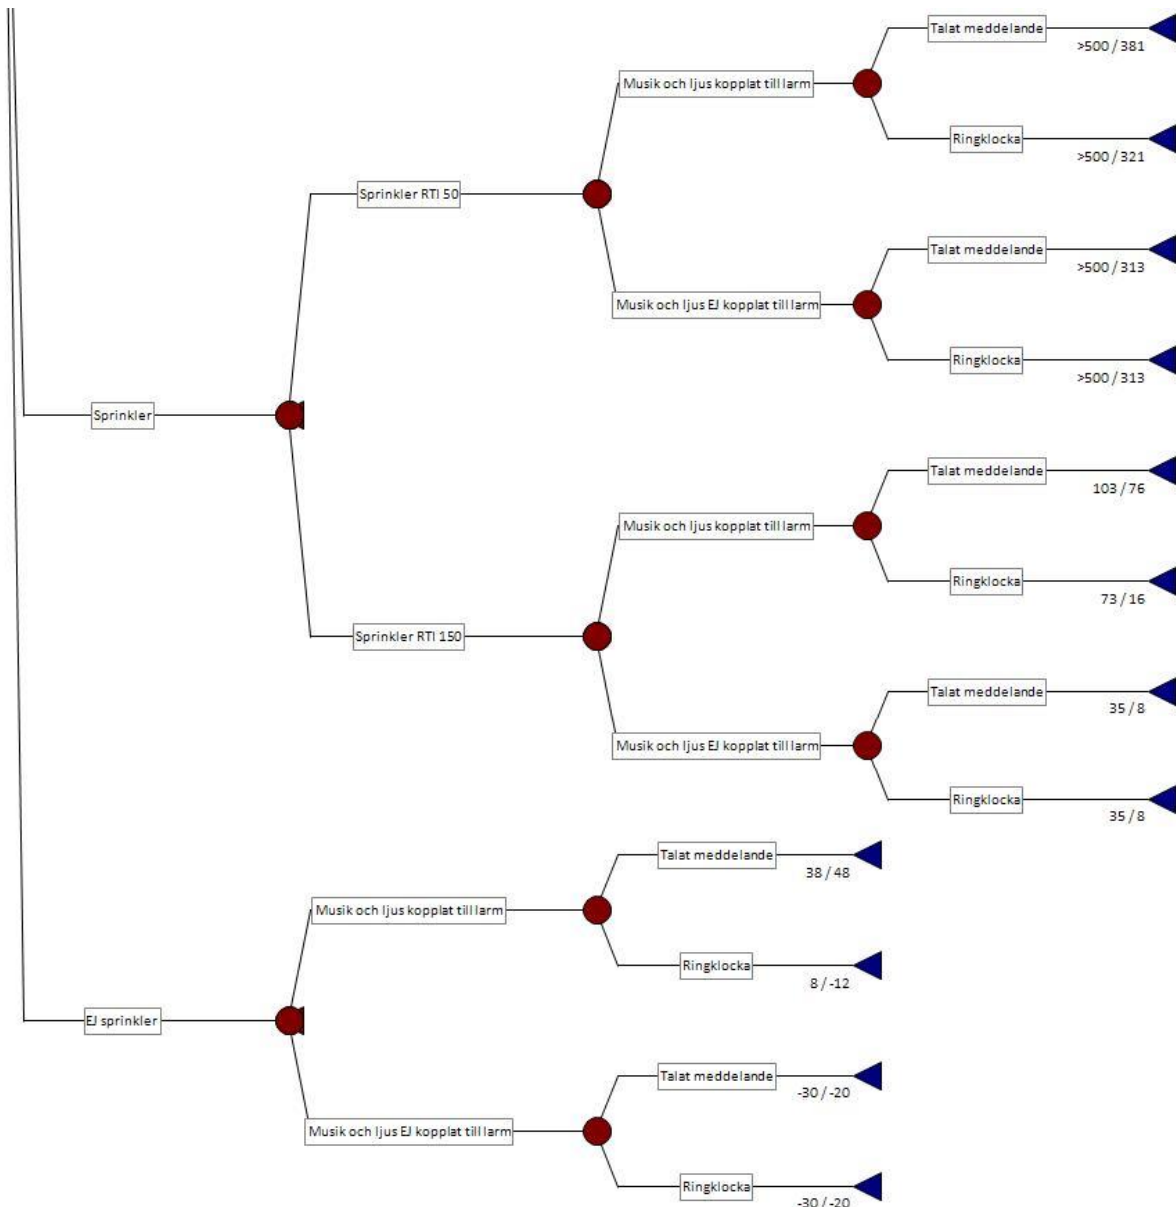 Talat meddelande
>500 / 381
Musik och ljus kopplat till larm
Ringklocka
>500 / 321
Sprinkler RTI 50
Talat meddelande
>500 / 313
Musik och ljus EJ kopplat till larm
Ringklocka
>500 / 313
Sprinkler
Talat meddelande
103 / 76
Musik och ljus kopplat till larm
Ringklocka
73 / 16
Sprinkler RTI 150
Talat meddelande
35 / 8
Musik och ljus EJ kopplat till larm
Ringklocka
35 / 8
Talat meddelande
38 / 48
Musik och ljus kopplat till larm
Ringklocka
8 / -12
EJ sprinkler
Talat meddelande
-30 / -20
Musik och ljus EJ kopplat till larm
Ringklocka
-30 / -20